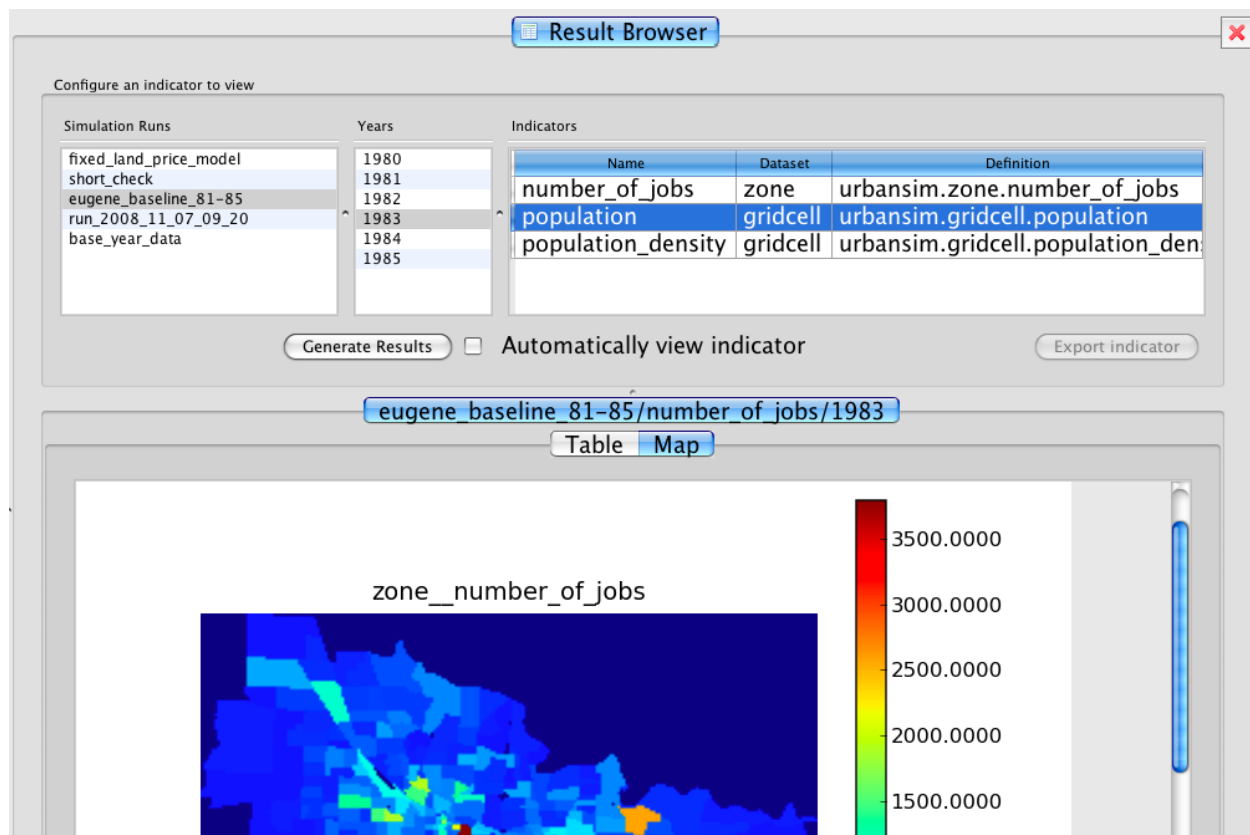 Result Browser
Configure an indicator to view
Simulation Runs
Years
Indicators
fixed_land_price_model
short_check
eugene_baseline_81-85
run_2008_11_07_09_20
base_year_data
1980
1981
1982
1983
1984
1985
Name Dataset Definition
number_of_jobs zone urbansim.zone.number_of_jobs
population gridcell urbansim.gridcell.population
population_density gridcell urbansim.gridcell.population_den
Generate Results
Automatically view indicator
Export indicator
eugene_baseline_81-85/number_of_jobs/1983
Table Map
zone__number_of_jobs
3500.0000
3000.0000
2500.0000
2000.0000
1500.0000